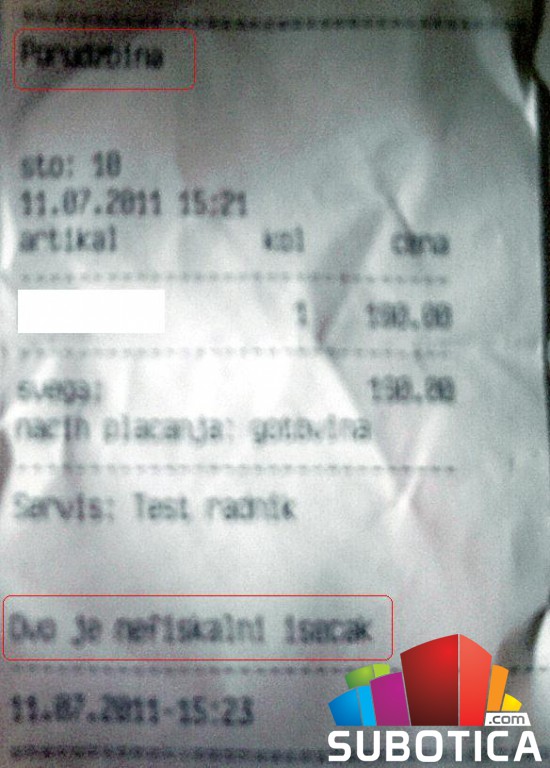 Porudzbina
sto: 10
11.07.2011 15:21
artikal kol cena
1 190.00
svega: 190.00
nacin placanja: gotovina
Servis: Test radnik
Ovo je nefiskalni isecak
11.07.2011-15:23
.com
SUBOTICA